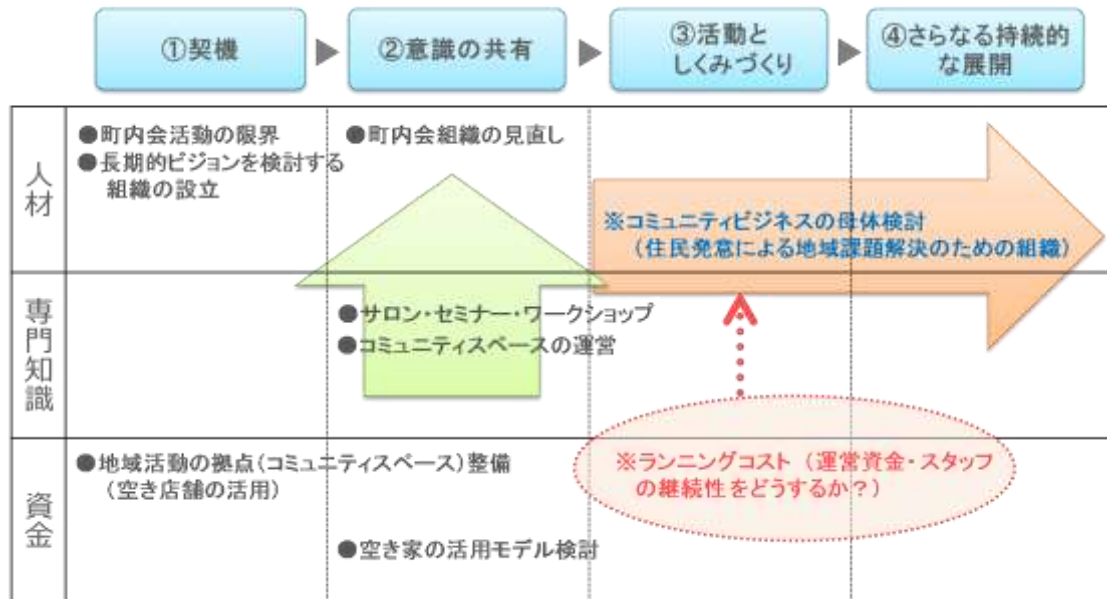 ①契機
②意識の共有
③活動と
しくみづくり
④さらなる持続的
な展開
人材
●町内会活動の限界
●長期的ビジョンを検討する
組織の設立
●町内会組織の見直し
※コミュニティビジネスの母体検討
（住民発意による地域課題解決のための組織）
専門知識
●サロン・セミナー・ワークショップ
●コミュニティスペースの運営
資金
●地域活動の拠点（コミュニティスペース）整備
（空き店舗の活用）
●空き家の活用モデル検討
※ランニングコスト（運営資金・スタッフ
の継続性をどうするか？）